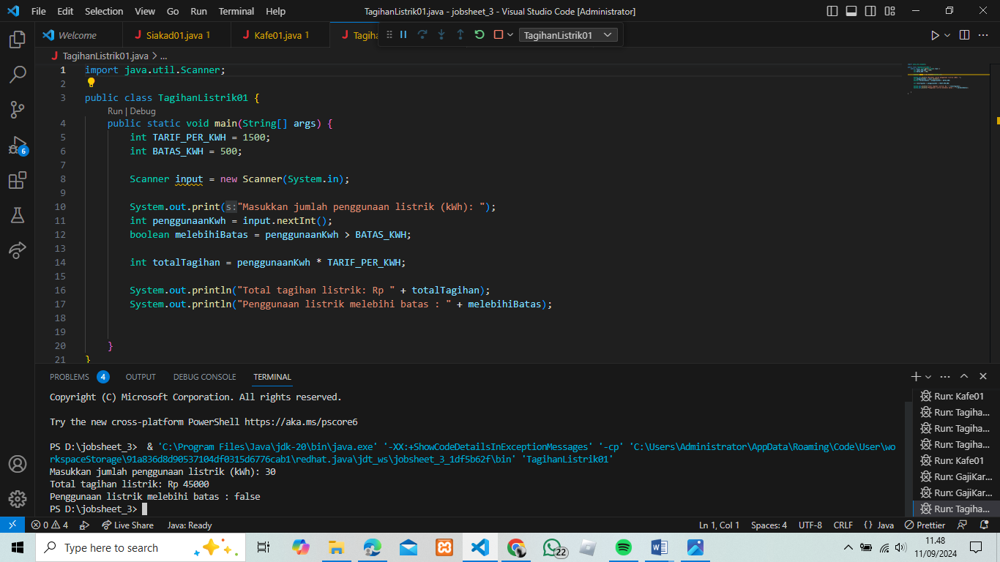 File Edit Selection View Go Run Terminal Help TagihanListrik01.java - jobsheet_3 - Visual Studio Code [Administrator]
Welcome Siakad01.java 1 Kafe01.java 1 Tagiha TagihanListrik01
TagihanListrik01.java > ...
1 import java.util.Scanner;
2
3 public class TagihanListrik01 {
Run | Debug
4 public static void main(String[] args) {
5 int TARIF_PER_KWH = 1500;
6 int BATAS_KWH = 500;
7
8 Scanner input = new Scanner(System.in);
9
10 System.out.print(s:"Masukkan jumlah penggunaan listrik (kWh): ");
11 int penggunaanKwh = input.nextInt();
12 boolean melebihiBatas = penggunaanKwh > BATAS_KWH;
13
14 int totalTagihan = penggunaanKwh * TARIF_PER_KWH;
15
16 System.out.println("Total tagihan listrik: Rp " + totalTagihan);
17 System.out.println("Penggunaan listrik melebihi batas : " + melebihiBatas);
18
19
20 }
21 }
6
PROBLEMS 4 OUTPUT DEBUG CONSOLE TERMINAL
Copyright (C) Microsoft Corporation. All rights reserved.
Try the new cross-platform PowerShell https://aka.ms/pscore6
PS D:\jobsheet_3> & 'C:\Program Files\Java\jdk-20\bin\java.exe' '-XX:+ShowCodeDetailsInExceptionMessages' '-cp' 'C:\Users\Administrator\AppData\Roaming\Code\User\wo
rkspaceStorage\91a836d8d90537104df0315d6776cab1\redhat.java\jdt_ws\jobsheet_3_1df5b62f\bin' 'TagihanListrik01'
Masukkan jumlah penggunaan listrik (kWh): 30
Total tagihan listrik: Rp 45000
Penggunaan listrik melebihi batas : false
PS D:\jobsheet_3>
Run: Kafe01
Run: Tagiha...
Run: Tagiha...
Run: Tagiha...
Run: Kafe01
Run: GajiKar...
Run: GajiKar...
Run: Tagiha...
0 4 Live Share Java: Ready Ln 1, Col 1 Spaces: 4 UTF-8 CRLF {} Java Prettier
Type here to search 22 11.48
11/09/2024